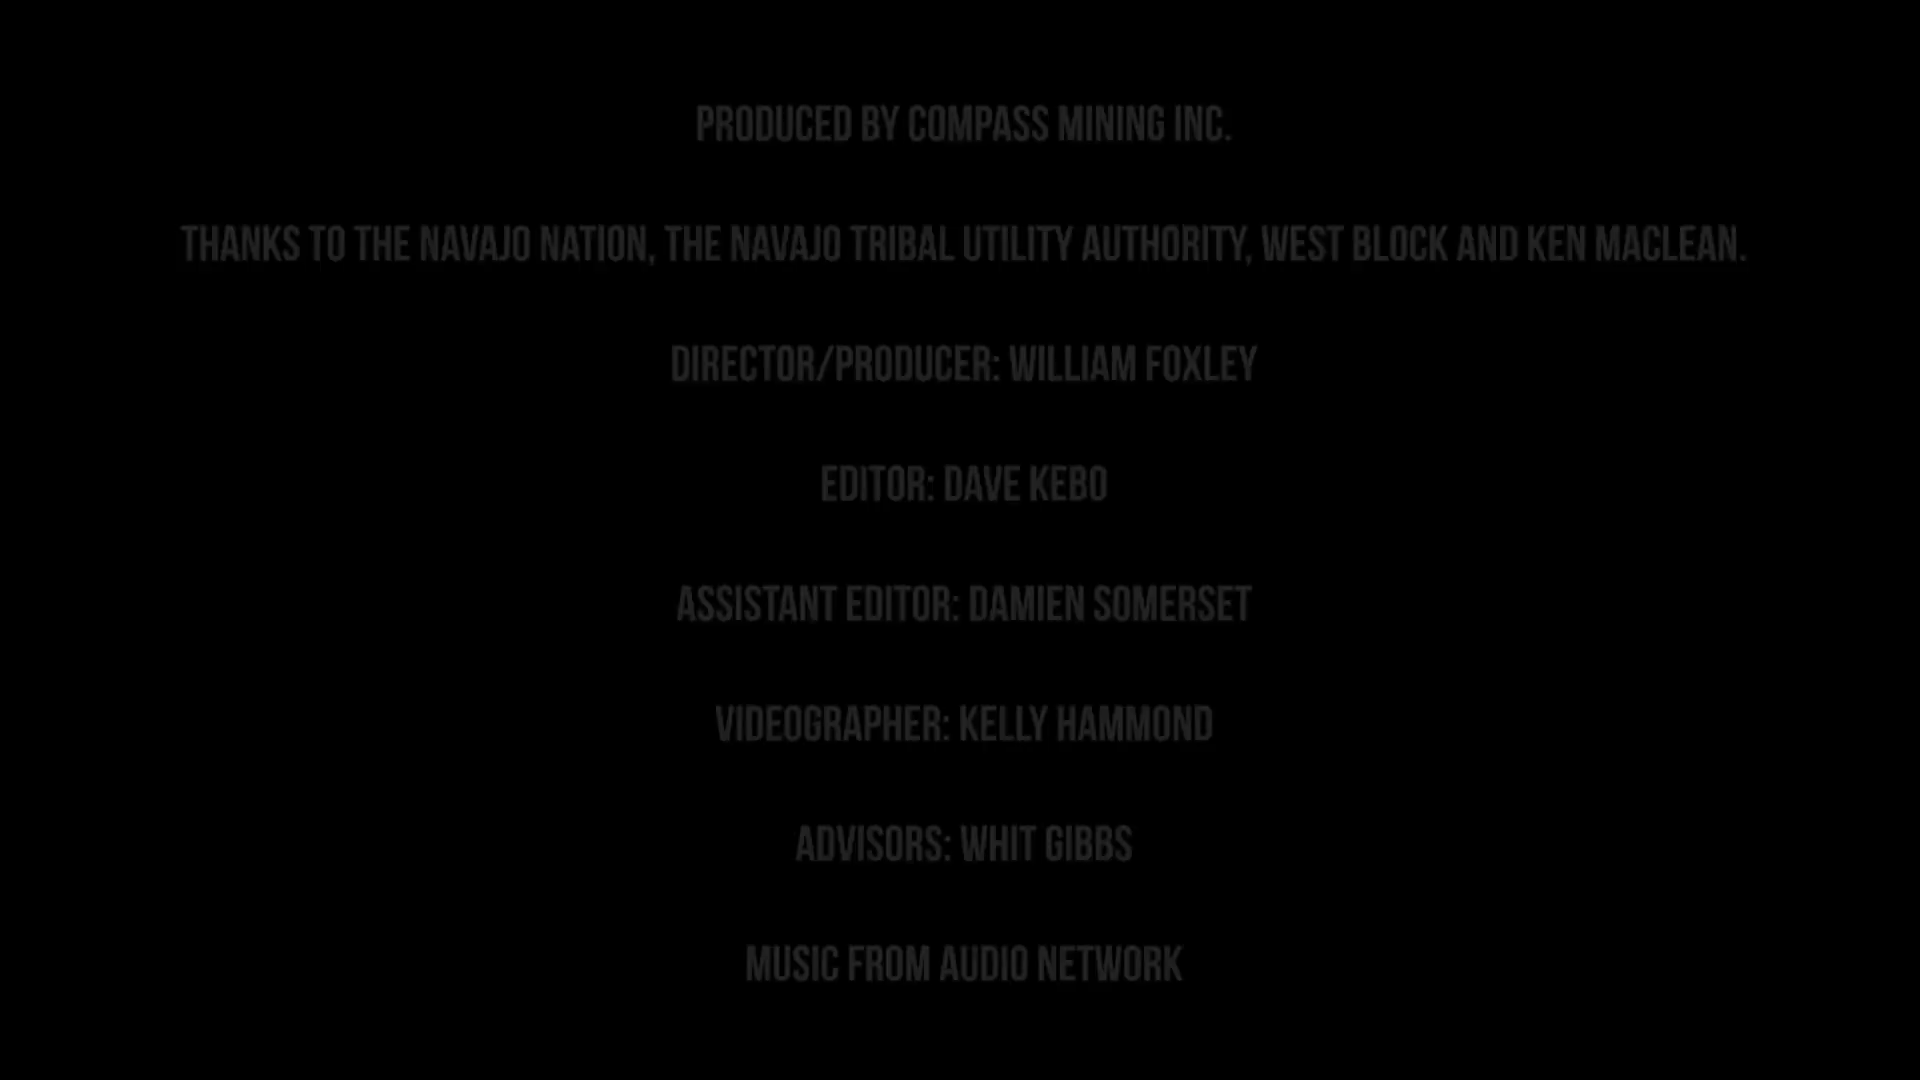 PRODUCED BY COMPASS MINING INC.
THANKS TO THE NAVAJO NATION, THE NAVAJO TRIBAL UTILITY AUTHORITY, WEST BLOCK AND KEN MACLEAN.
DIRECTOR/PRODUCER: WILLIAM FOXLEY
EDITOR: DAVE KEBO
ASSISTANT EDITOR: DAMIEN SOMERSET
VIDEOGRAPHER: KELLY HAMMOND
ADVISORS: WHIT GIBBS
MUSIC FROM AUDIO NETWORK